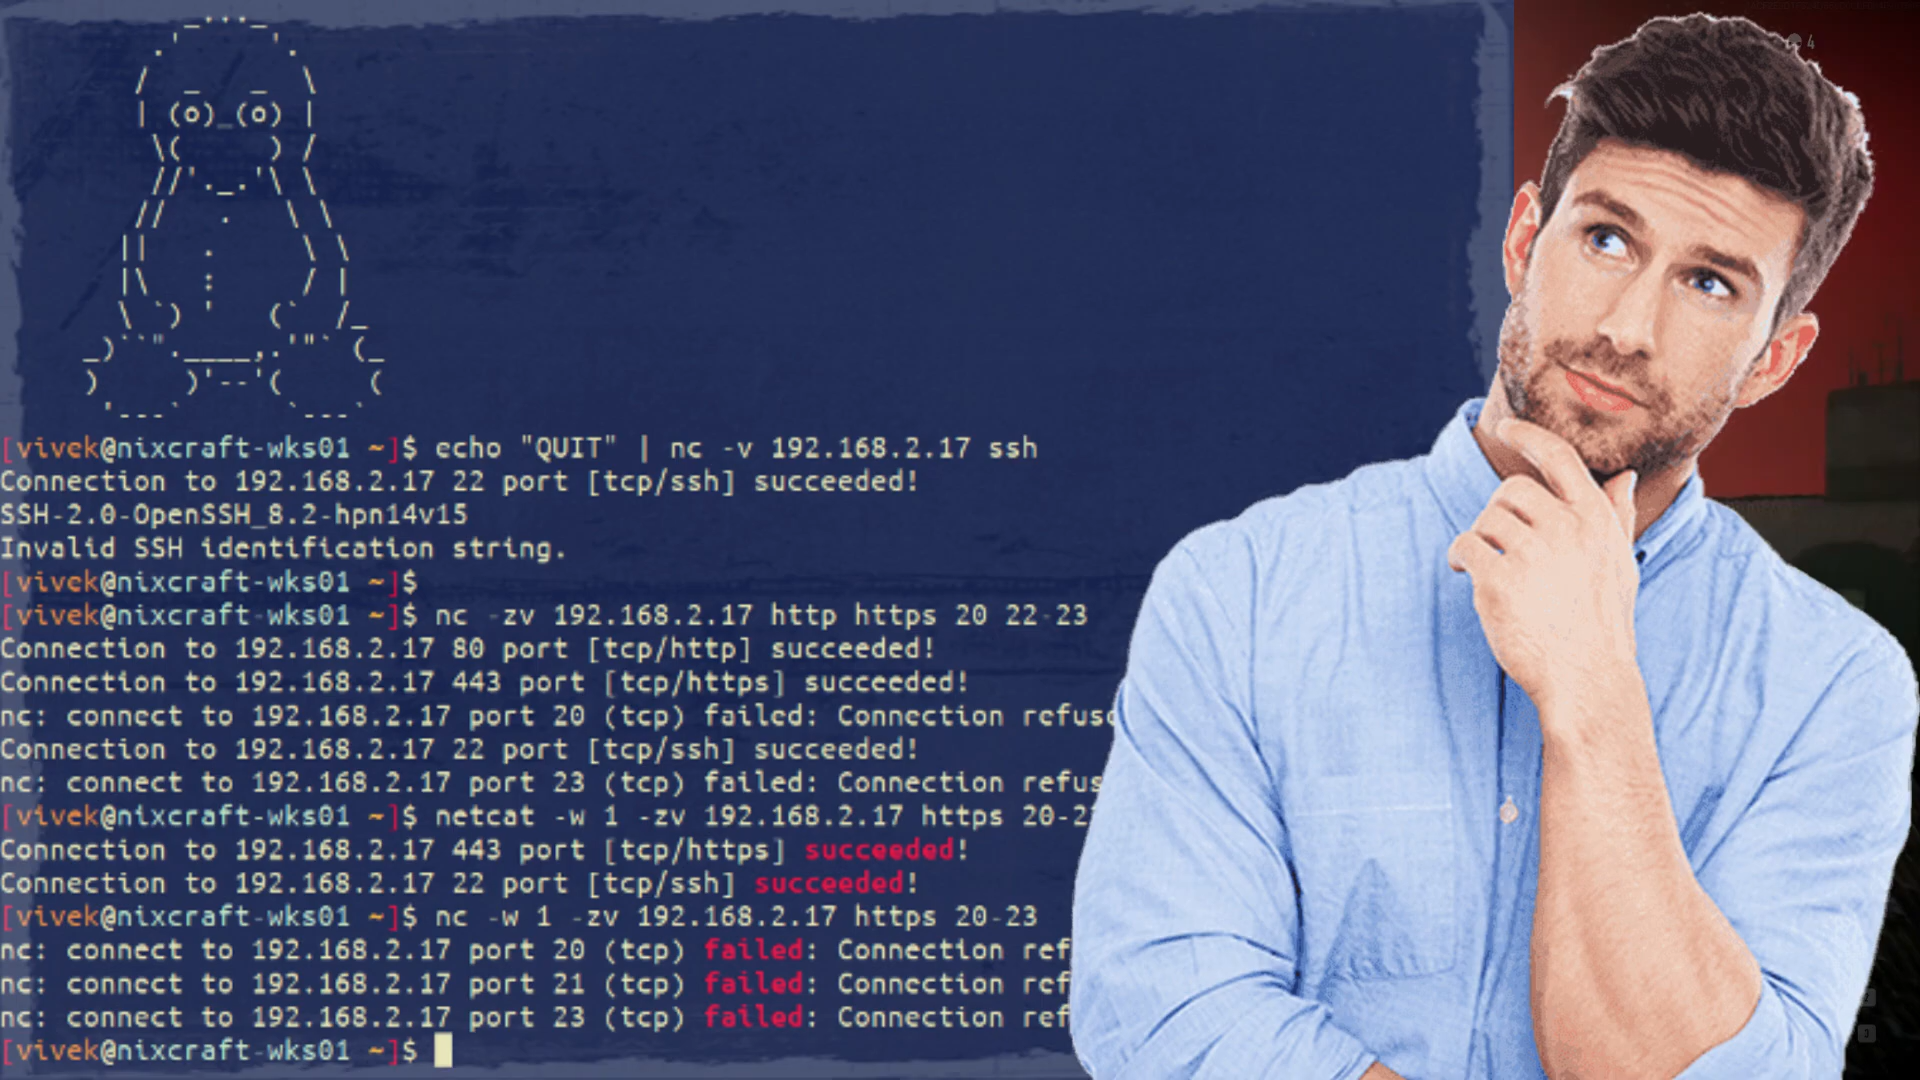 4
[vivek@nixcraft-wks01 ~]$ echo "QUIT" | nc -v 192.168.2.17 ssh
Connection to 192.168.2.17 22 port [tcp/ssh] succeeded!
SSH-2.0-OpenSSH_8.2-hpn14v15
Invalid SSH identification string.
[vivek@nixcraft-wks01 ~]$
[vivek@nixcraft-wks01 ~]$ nc -zv 192.168.2.17 http https 20 22-23
Connection to 192.168.2.17 80 port [tcp/http] succeeded!
Connection to 192.168.2.17 443 port [tcp/https] succeeded!
nc: connect to 192.168.2.17 port 20 (tcp) failed: Connection
Connection to 192.168.2.17 22 port [tcp/ssh] succeeded!
nc: connect to 192.168.2.17 port 23 (tcp) failed: Connection refus
[vivek@nixcraft-wks01 ~]$ netcat -w 1 -zv 192.168.2.17 https 20-2
Connection to 192.168.2.17 443 port [tcp/https] succeeded!
Connection to 192.168.2.17 22 port [tcp/ssh] succeeded!
[vivek@nixcraft-wks01 ~]$ nc -w 1 -zv 192.168.2.17 https 20-23
nc: connect to 192.168.2.17 port 20 (tcp) failed: Connection ref
nc: connect to 192.168.2.17 port 21 (tcp) failed: Connection ref
nc: connect to 192.168.2.17 port 23 (tcp) failed: Connection ref
[vivek@nixcraft-wks01 ~]$